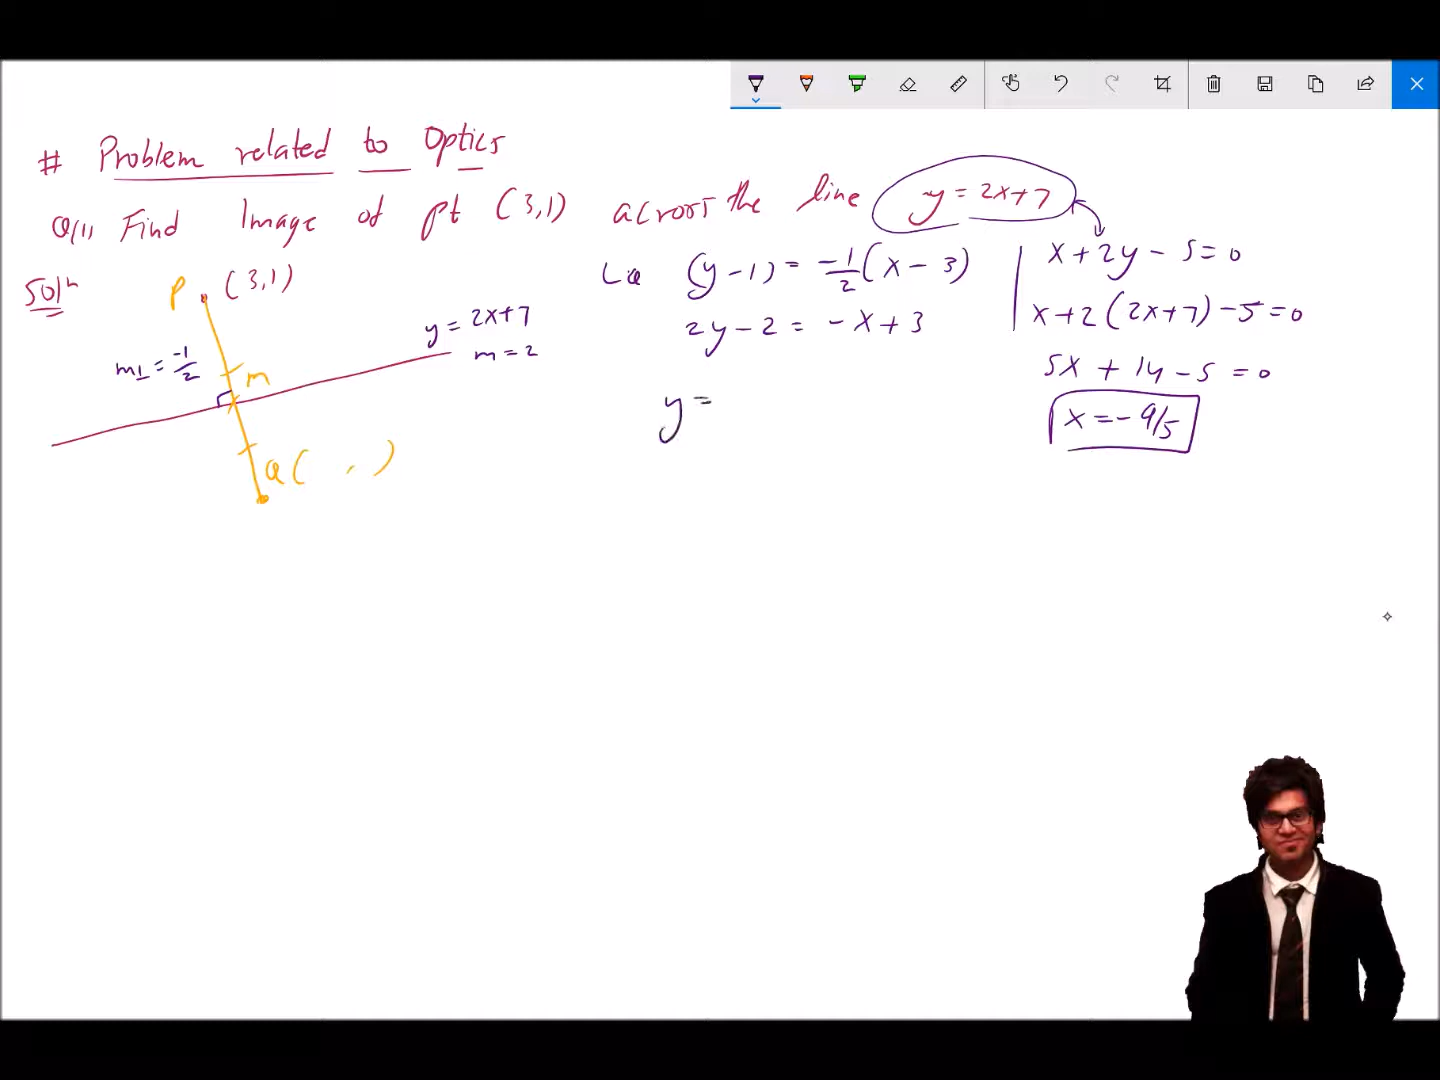 # Problem related to Optics
Q/1, Find Image of pt (3,1) across the line y = 2x+7
Solⁿ
P (3,1)
y = 2x+7
m = 2
m⊥ = -1/2
m
Q( , )
(y-1) = -1/2 (x-3)
2y-2 = -x+3
y =
x+2y-5=0
x+2(2x+7)-5=0
5x + 14-5 = 0
x = -9/5